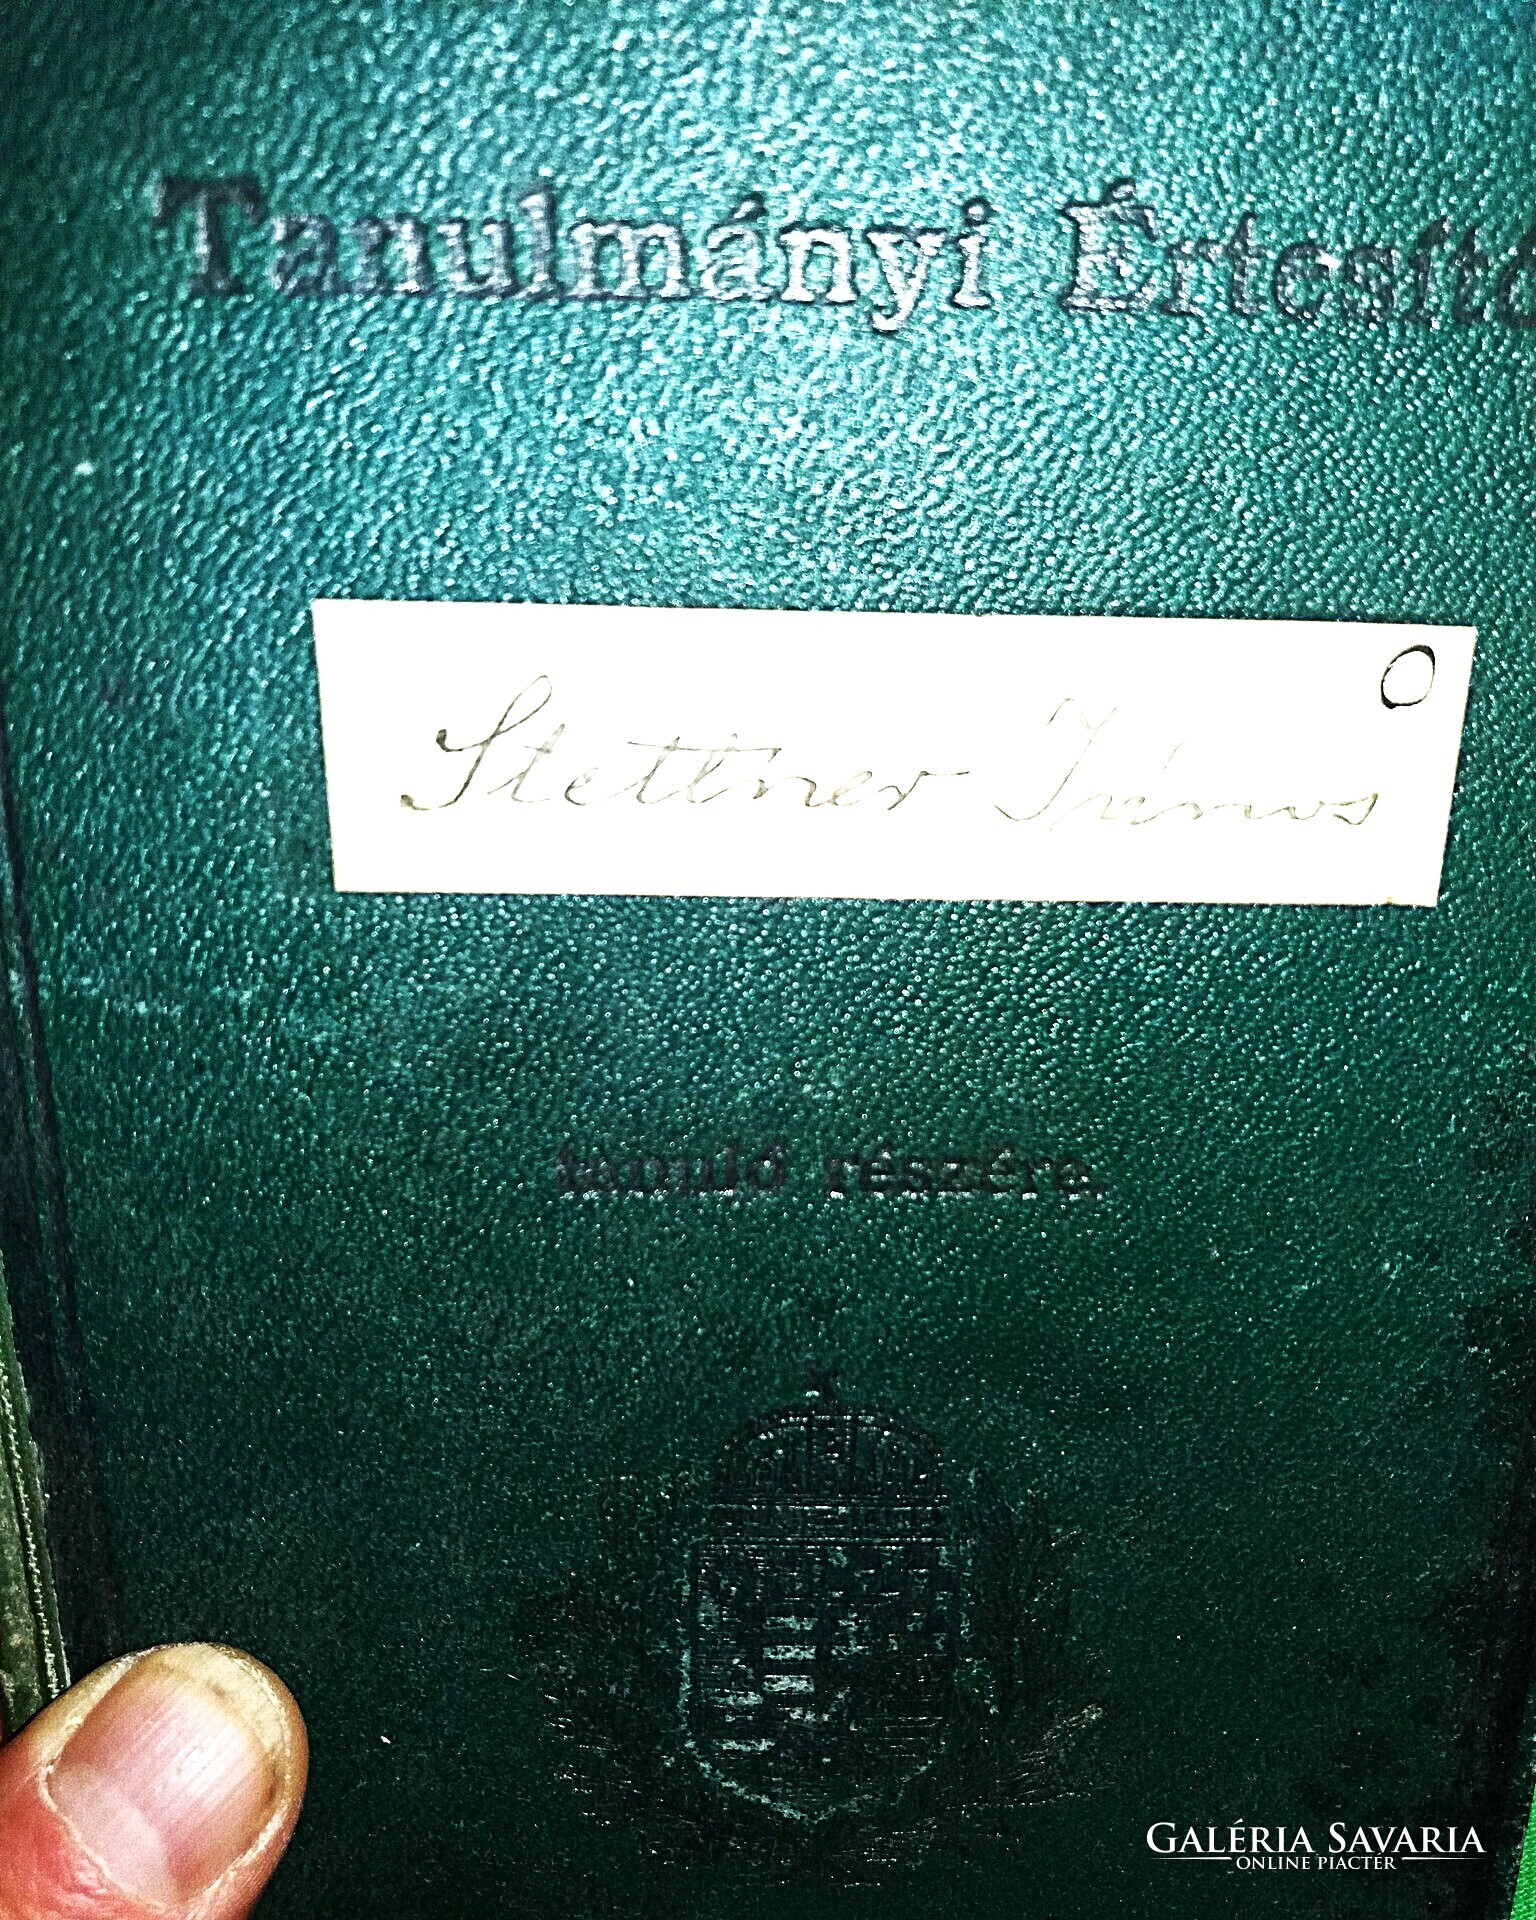 Tanulmányi Értesítő
O
Stettner János
tanuló részére.
GALÉRIA SAVARIA
ONLINE PIACTÉR